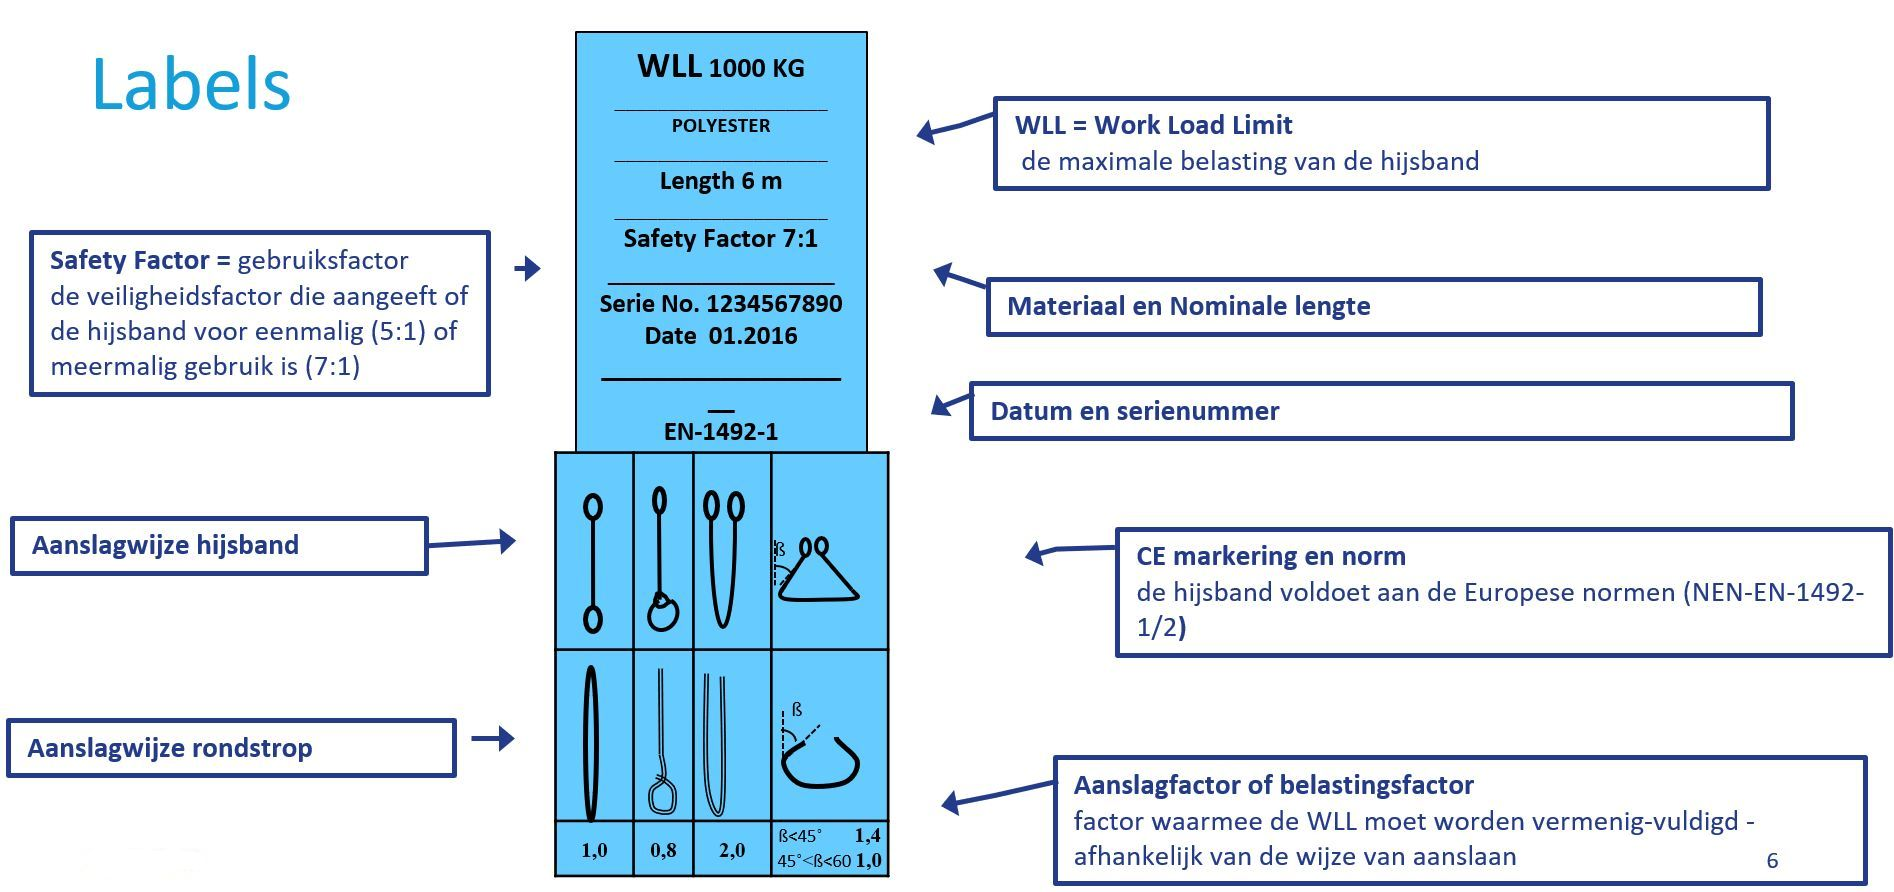 Labels
WLL 1000 KG
POLYESTER
Length 6 m
Safety Factor 7:1
Serie No. 1234567890
Date 01.2016
EN-1492-1
ß
ß
1,0
0,8
2,0
ß<45˚ 1,4
45˚<ß<60 1,0
Safety Factor = gebruiksfactor
de veiligheidsfactor die aangeeft of
de hijsband voor eenmalig (5:1) of
meermalig gebruik is (7:1)
Aanslagwijze hijsband
Aanslagwijze rondstrop
WLL = Work Load Limit
de maximale belasting van de hijsband
Materiaal en Nominale lengte
Datum en serienummer
CE markering en norm
de hijsband voldoet aan de Europese normen (NEN-EN-1492-
1/2)
Aanslagfactor of belastingsfactor
factor waarmee de WLL moet worden vermenig-vuldigd -
afhankelijk van de wijze van aanslaan
6